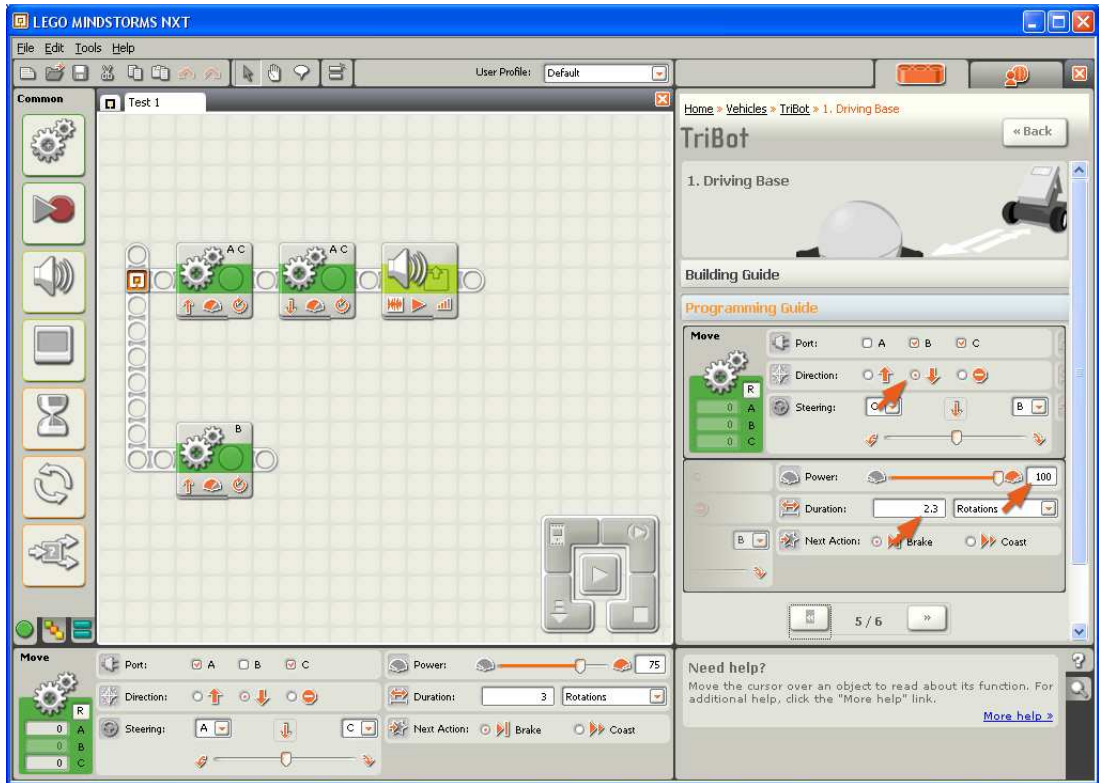 LEGO MINDSTORMS NXT
File Edit Tools Help
User Profile: Default
Common
Test 1
A C
A C
B
Home » Vehicles » TriBot » 1. Driving Base
TriBot
« Back
1. Driving Base
Building Guide
Programming Guide
Move
Port: A B C
Direction:
R
Steering: C B
0 A
0 B
0 C
Power: 100
Duration: 2.3 Rotations
B Next Action: Brake Coast
5 / 6 »
Move
Port: A B C
Power: 75
Direction:
Duration: 3 Rotations
R
Steering: A C
Next Action: Brake Coast
0 A
0 B
0 C
Need help?
Move the cursor over an object to read about its function. For
additional help, click the "More help" link.
More help »
?